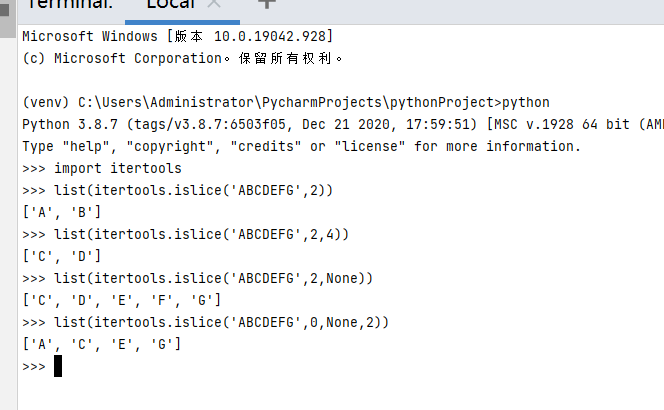 Terminal: Local × +
Microsoft Windows [版本 10.0.19042.928]
(c) Microsoft Corporation。保留所有权利。
(venv) C:\Users\Administrator\PycharmProjects\pythonProject>python
Python 3.8.7 (tags/v3.8.7:6503f05, Dec 21 2020, 17:59:51) [MSC v.1928 64 bit (AM
Type "help", "copyright", "credits" or "license" for more information.
>>> import itertools
>>> list(itertools.islice('ABCDEFG',2))
['A', 'B']
>>> list(itertools.islice('ABCDEFG',2,4))
['C', 'D']
>>> list(itertools.islice('ABCDEFG',2,None))
['C', 'D', 'E', 'F', 'G']
>>> list(itertools.islice('ABCDEFG',0,None,2))
['A', 'C', 'E', 'G']
>>>